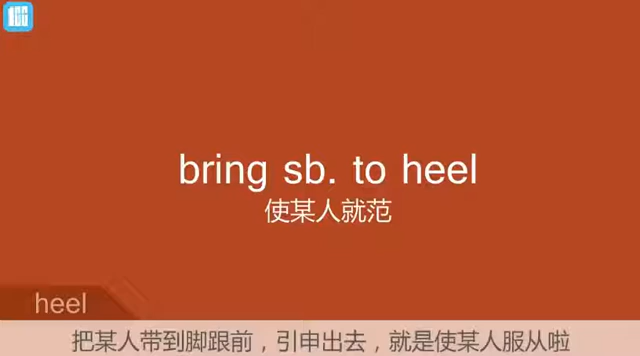 bring sb. to heel
使某人就范
heel
把某人带到脚跟前，引申出去，就是使某人服从啦